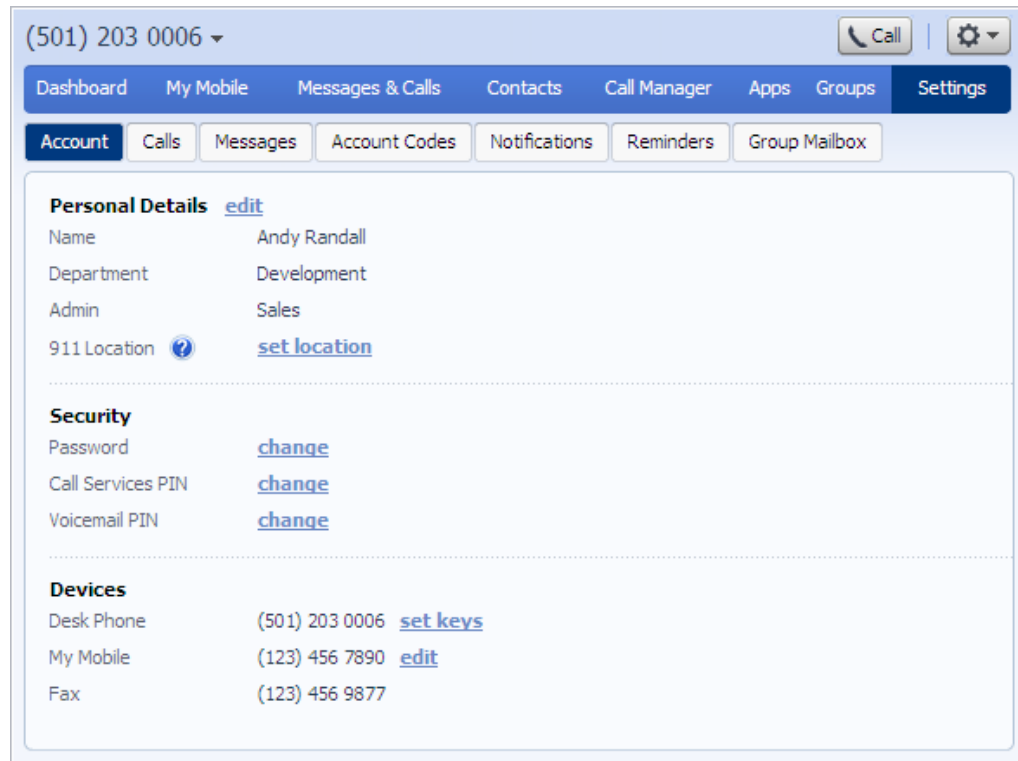 (501) 203 0006 Call
Dashboard My Mobile Messages & Calls Contacts Call Manager Apps Groups Settings
Account Calls Messages Account Codes Notifications Reminders Group Mailbox
Personal Details edit
Name Andy Randall
Department Development
Admin Sales
911 Location ? set location
Security
Password change
Call Services PIN change
Voicemail PIN change
Devices
Desk Phone (501) 203 0006 set keys
My Mobile (123) 456 7890 edit
Fax (123) 456 9877